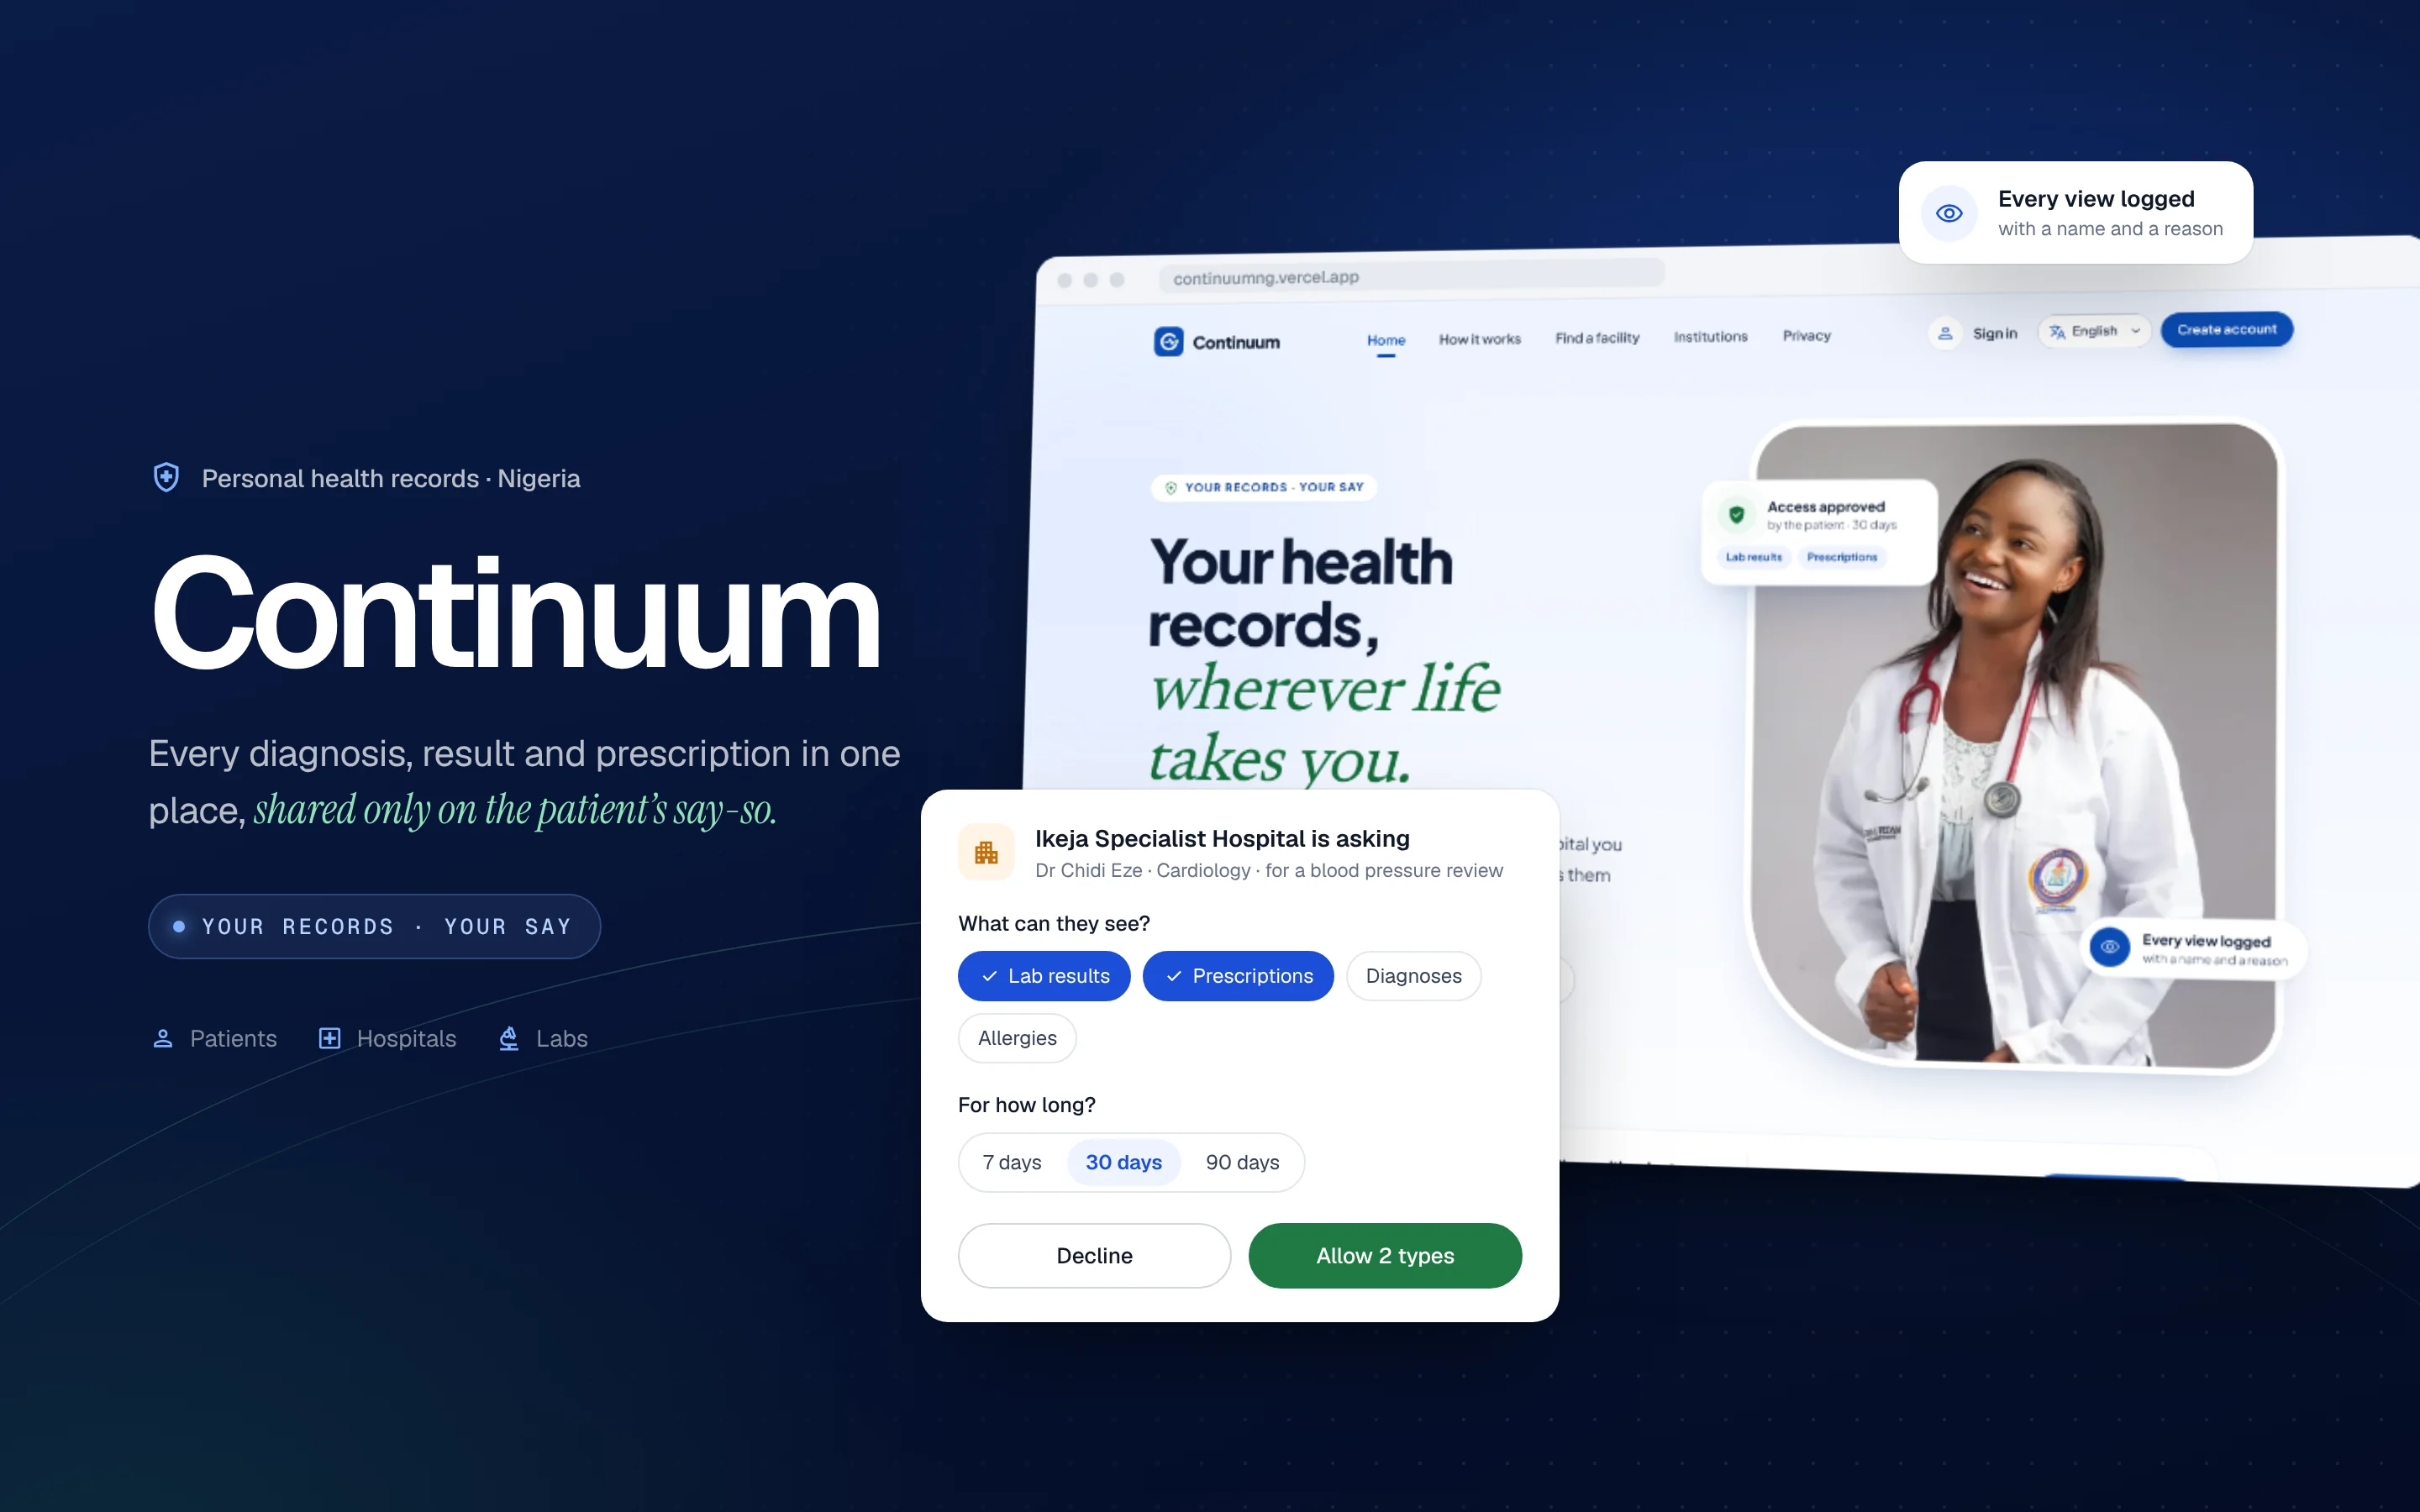 Personal health records · Nigeria
Continuum
Every diagnosis, result and prescription in one
place, shared only on the patient's say-so.
YOUR RECORDS · YOUR SAY
Patients
Hospitals
Labs
Every view logged
with a name and a reason
continuumng.vercel.app
Continuum
Home
How it works
Find a facility
Institutions
Privacy
Sign in
English
Create account
YOUR RECORDS · YOUR SAY
Your health
records,
wherever life
takes you.
Access approved
by the patient · 30 days
Lab results
Prescriptions
Every view logged
with a name and a reason
pital you
s them
Ikeja Specialist Hospital is asking
Dr Chidi Eze · Cardiology · for a blood pressure review
What can they see?
Lab results
Prescriptions
Diagnoses
Allergies
For how long?
7 days
30 days
90 days
Decline
Allow 2 types